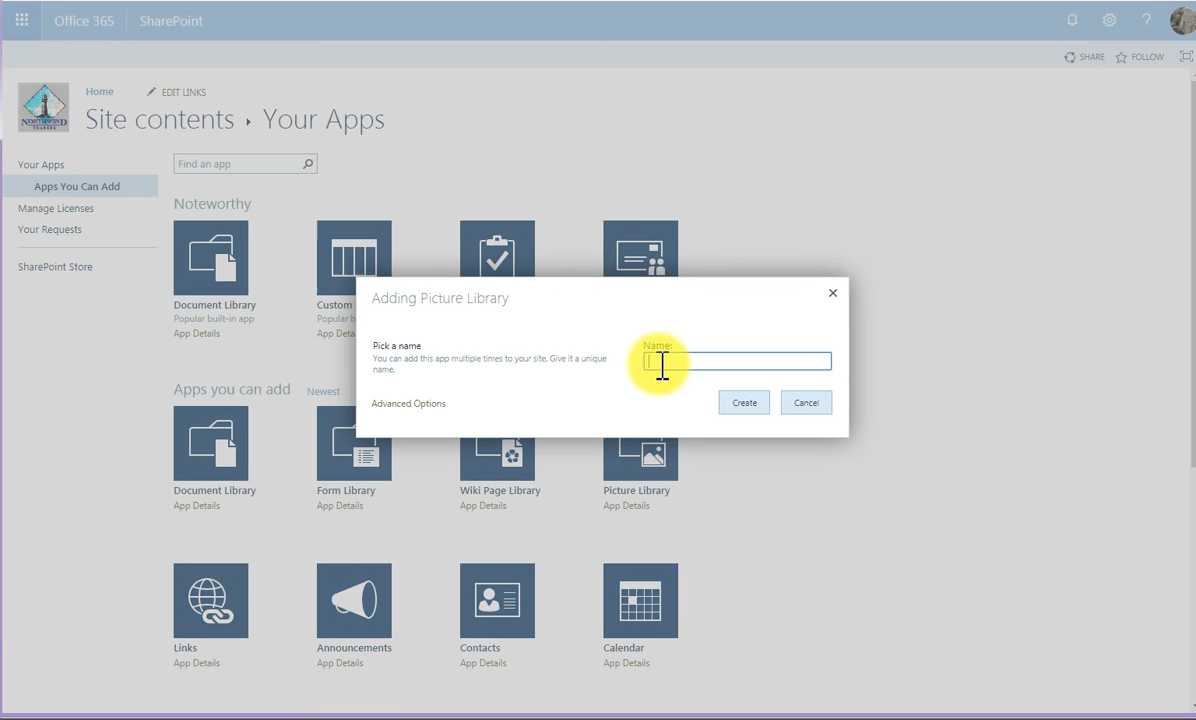 Office 365
SharePoint
SHARE
FOLLOW
NORTHWIND
TRADERS
Home
EDIT LINKS
Site contents ▸ Your Apps
Your Apps
Apps You Can Add
Manage Licenses
Your Requests
SharePoint Store
Find an app
Noteworthy
Document Library
Popular built-in app
App Details
Custom
Popular b
App Deta
Adding Picture Library
Pick a name
You can add this app multiple times to your site. Give it a unique
name.
Name:
Advanced Options
Create
Cancel
Apps you can add
Newest
Document Library
App Details
Form Library
App Details
Wiki Page Library
App Details
Picture Library
App Details
Links
App Details
Announcements
App Details
Contacts
App Details
Calendar
App Details